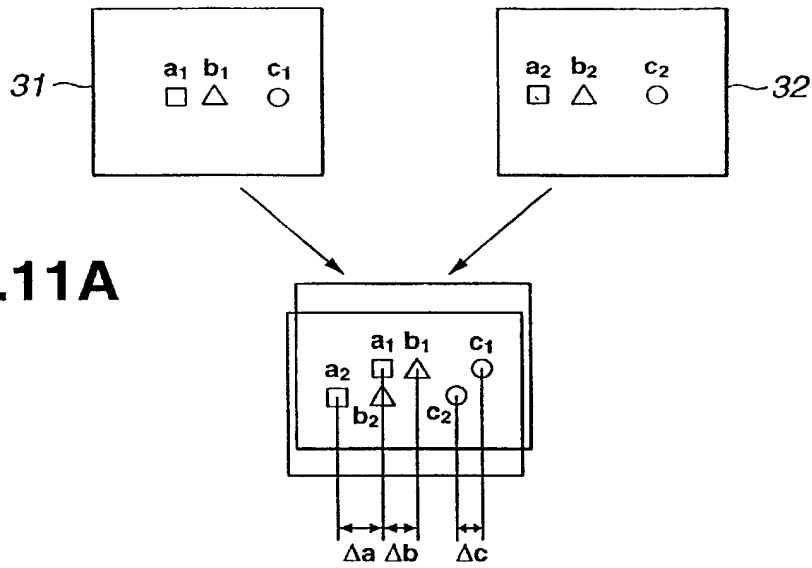 a₁ b₁ c₁
31
a₂ b₂ c₂
32
.11A
a₁ b₁ c₁
a₂
b₂ c₂
Δa Δb Δc